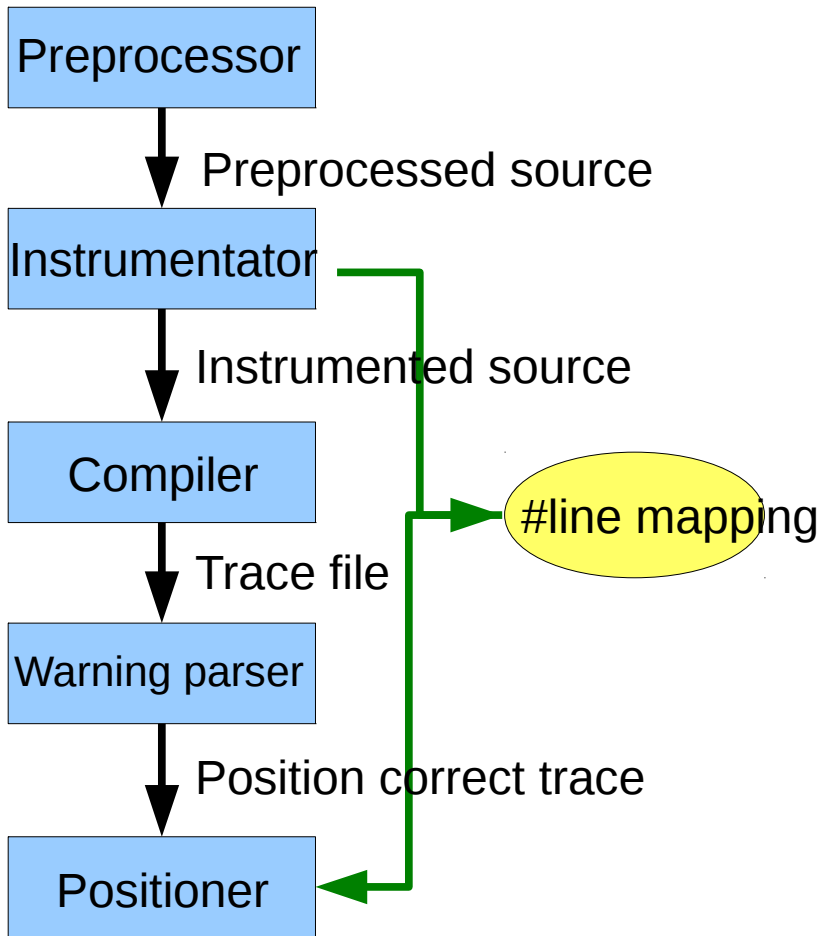 Preprocessor
Preprocessed source
Instrumentator
Instrumented source
Compiler
#line mapping
Trace file
Warning parser
Position correct trace
Positioner